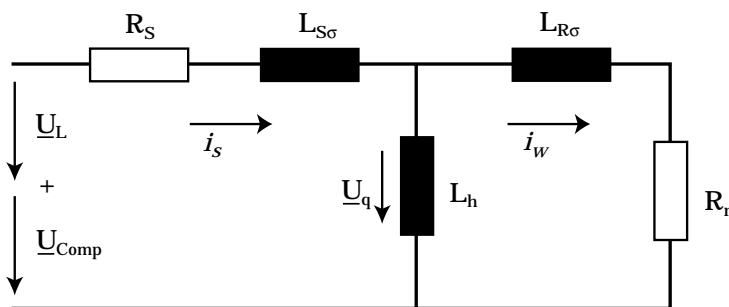 R_S
L_Sσ
L_Rσ
U_L
i_s
i_w
+
U_q
L_h
R_r
U_Comp